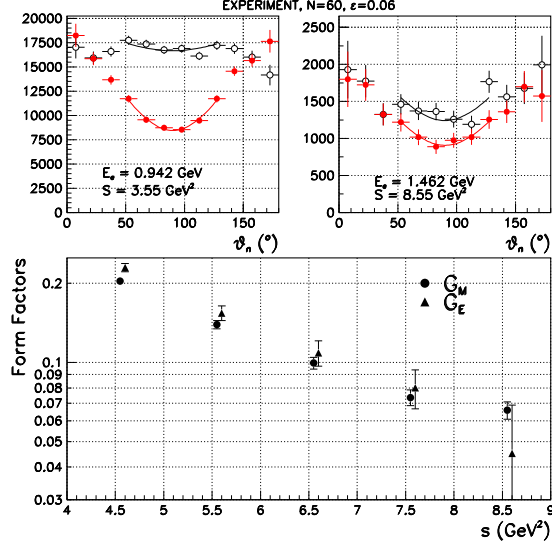 EXPERIMENT, N=60, ε=0.06
20000
17500
15000
12500
10000
7500
5000
2500
0
E_e = 0.942 GeV
S = 3.55 GeV²
0 50 100 150
ϑ_n (°)
2500
2000
1500
1000
500
0
E_e = 1.462 GeV
S = 8.55 GeV²
0 50 100 150
ϑ_n (°)
Form Factors
0.2
0.1
0.09
0.08
0.07
0.06
0.05
0.04
0.03
G_M
G_E
4 4.5 5 5.5 6 6.5 7 7.5 8 8.5 9
s (GeV²)